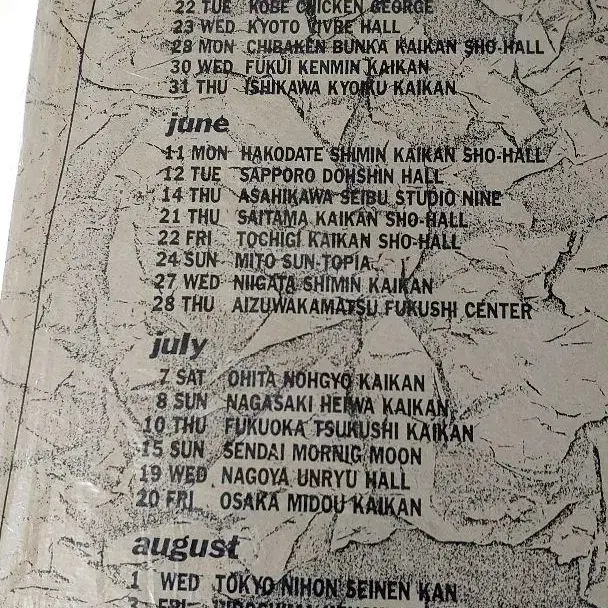 22 TUE KOBE CHICKEN GEORGE
23 WED KYOTO VIVRE HALL
28 MON CHIBAKEN BUNKA KAIKAN SHO-HALL
30 WED FUKUI KENMIN KAIKAN
31 THU ISHIKAWA KYOIKU KAIKAN
june
11 MON HAKODATE SHIMIN KAIKAN SHO-HALL
12 TUE SAPPORO DOHSHIN HALL
14 THU ASAHIKAWA SEIBU STUDIO NINE
21 THU SAITAMA KAIKAN SHO-HALL
22 FRI TOCHIGI KAIKAN SHO-HALL
24 SUN MITO SUN-TOPIA
27 WED NIIGATA SHIMIN KAIKAN
28 THU AIZUWAKAMATSU FUKUSHI CENTER
july
7 SAT OHITA NOHGYO KAIKAN
8 SUN NAGASAKI HEIWA KAIKAN
10 THU FUKUOKA TSUKUSHI KAIKAN
15 SUN SENDAI MORNIG MOON
19 WED NAGOYA UNRYU HALL
20 FRI OSAKA MIDOU KAIKAN
august
1 WED TOKYO NIHON SEINEN KAN
3 FRI